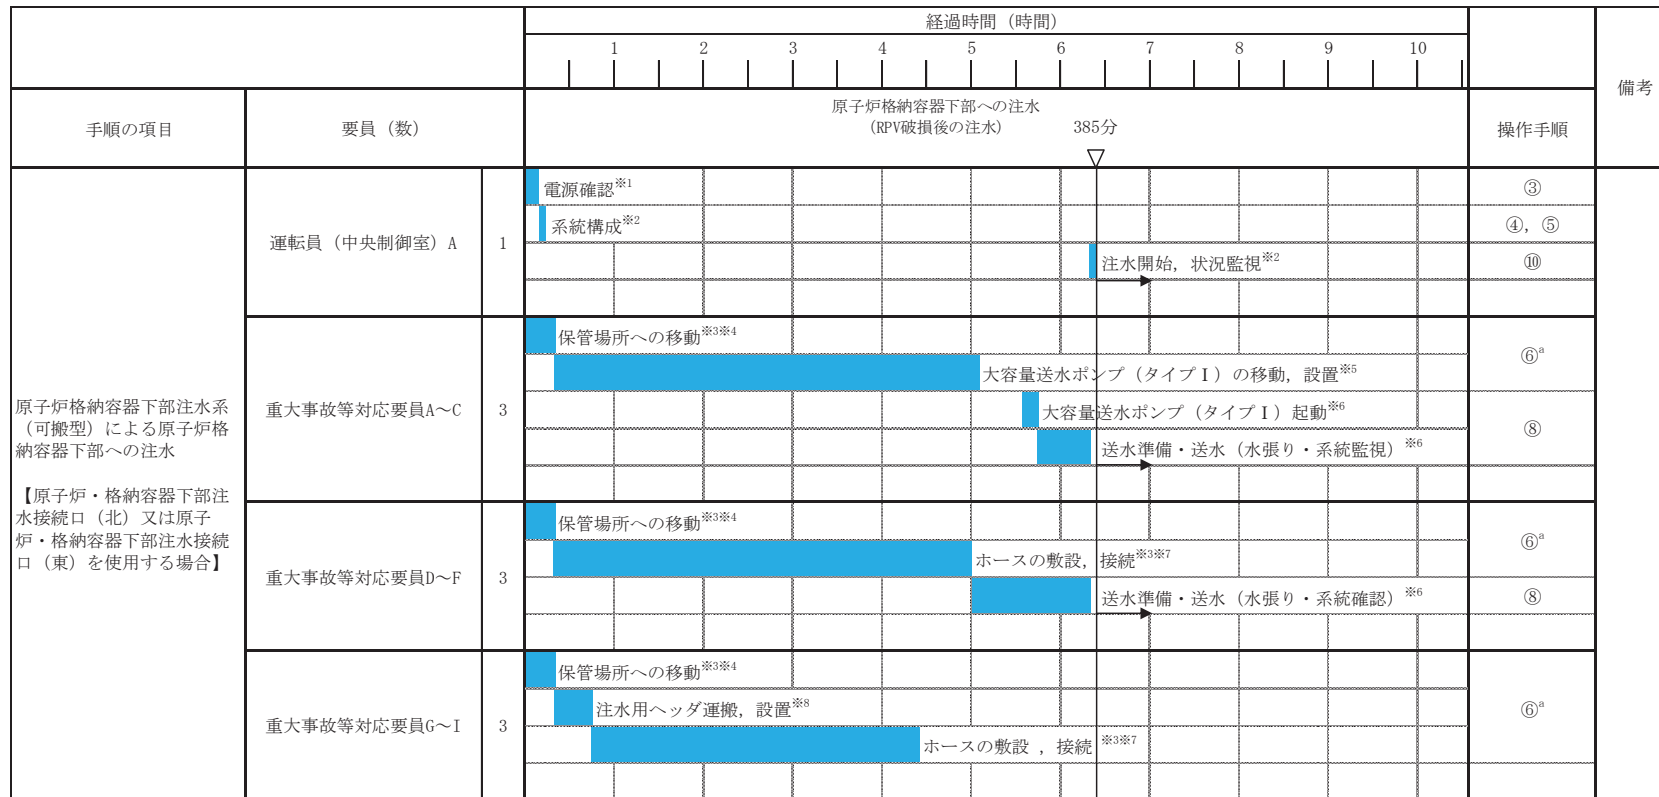 経過時間（時間）
1 2 3 4 5 6 7 8 9 10
備考
手順の項目
要員（数）
原子炉格納容器下部への注水
（RPV破損後の注水）
385分
操作手順
原子炉格納容器下部注水系
（可搬型）による原子炉格
納容器下部への注水
【原子炉・格納容器下部注
水接続口（北）又は原子
炉・格納容器下部注水接続
口（東）を使用する場合】
運転員（中央制御室）A
1
電源確認※1
③
系統構成※2
④，⑤
注水開始，状況監視※2
⑩
重大事故等対応要員A～C
3
保管場所への移動※3※4
大容量送水ポンプ（タイプⅠ）の移動，設置※5
⑥a
大容量送水ポンプ（タイプⅠ）起動※6
送水準備・送水（水張り・系統監視）※6
⑧
重大事故等対応要員D～F
3
保管場所への移動※3※4
ホースの敷設，接続※3※7
⑥a
送水準備・送水（水張り・系統確認）※6
⑧
重大事故等対応要員G～I
3
保管場所への移動※3※4
注水用ヘッダ運搬，設置※8
ホースの敷設 ，接続 ※3※7
⑥a